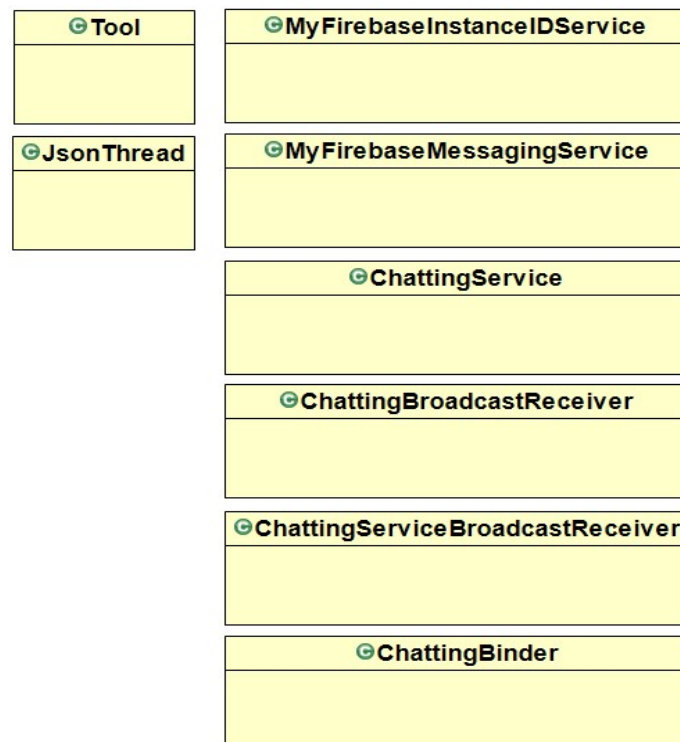 Tool
JsonThread
MyFirebaseInstanceIDService
MyFirebaseMessagingService
ChattingService
ChattingBroadcastReceiver
ChattingServiceBroadcastReceiver
ChattingBinder